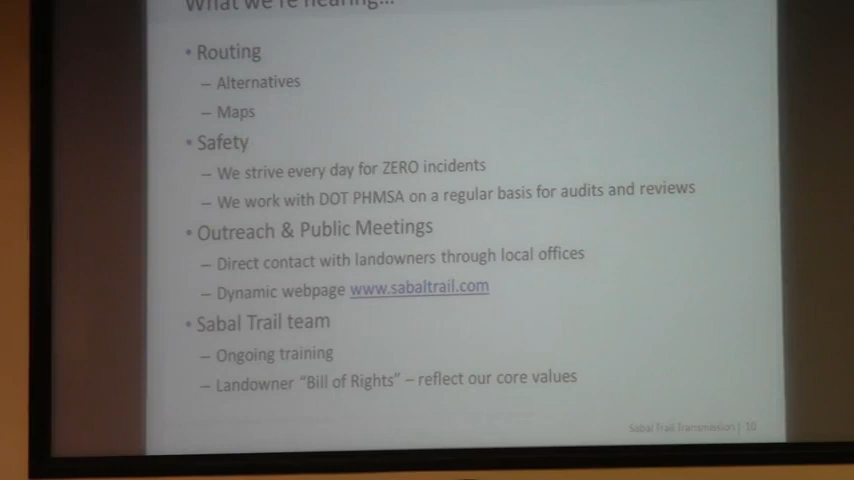 What we're hearing...
• Routing
– Alternatives
– Maps
• Safety
– We strive every day for ZERO incidents
– We work with DOT PHMSA on a regular basis for audits and reviews
• Outreach & Public Meetings
– Direct contact with landowners through local offices
– Dynamic webpage www.sabaltrail.com
• Sabal Trail team
– Ongoing training
– Landowner “Bill of Rights” – reflect our core values
Sabal Trail Transmission | 10